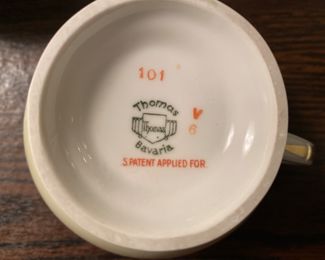 101
Thomas
Thomas
Bavaria
V
6
S.PATENT APPLIED FOR